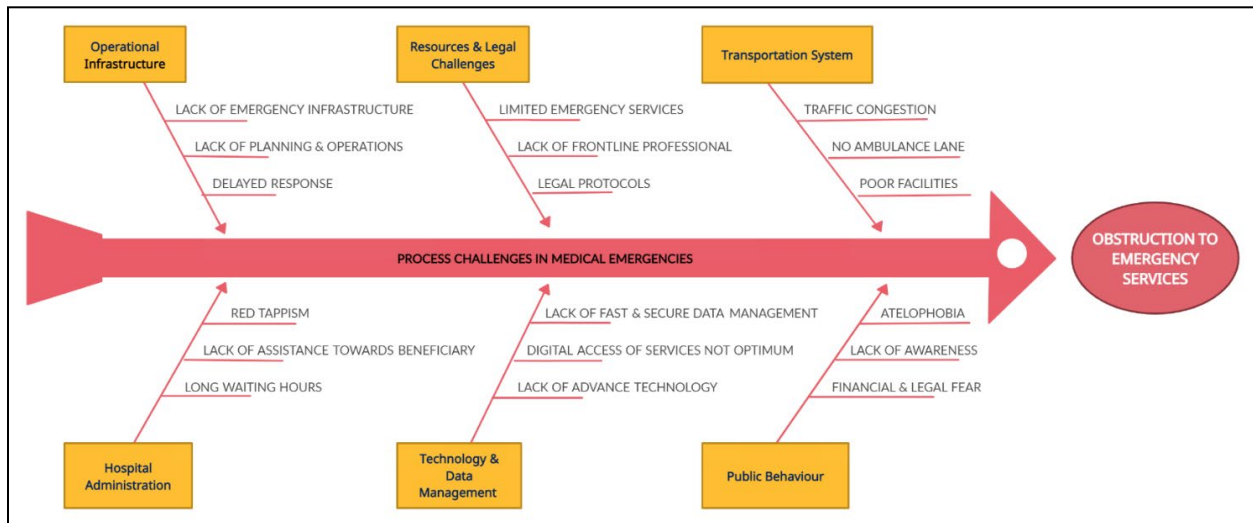 Operational
Infrastructure
Resources & Legal
Challenges
Transportation System
LACK OF EMERGENCY INFRASTRUCTURE
LACK OF PLANNING & OPERATIONS
DELAYED RESPONSE
LIMITED EMERGENCY SERVICES
LACK OF FRONTLINE PROFESSIONAL
LEGAL PROTOCOLS
TRAFFIC CONGESTION
NO AMBULANCE LANE
POOR FACILITIES
PROCESS CHALLENGES IN MEDICAL EMERGENCIES
OBSTRUCTION TO
EMERGENCY
SERVICES
RED TAPPISM
LACK OF ASSISTANCE TOWARDS BENEFICIARY
LONG WAITING HOURS
LACK OF FAST & SECURE DATA MANAGEMENT
DIGITAL ACCESS OF SERVICES NOT OPTIMUM
LACK OF ADVANCE TECHNOLOGY
ATELOPHOBIA
LACK OF AWARENESS
FINANCIAL & LEGAL FEAR
Hospital
Administration
Technology &
Data
Management
Public Behaviour